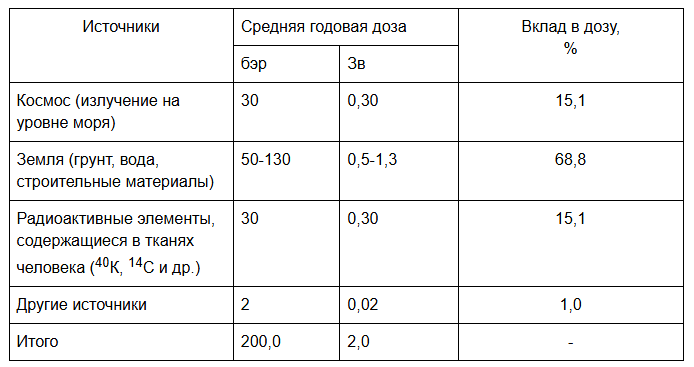 Источники
Средняя годовая доза
Вклад в дозу,
%
бэр
Зв
Космос (излучение на
уровне моря)
30
0,30
15,1
Земля (грунт, вода,
строительные материалы)
50-130
0,5-1,3
68,8
Радиоактивные элементы,
содержащиеся в тканях
человека (⁴⁰К, ¹⁴С и др.)
30
0,30
15,1
Другие источники
2
0,02
1,0
Итого
200,0
2,0
-